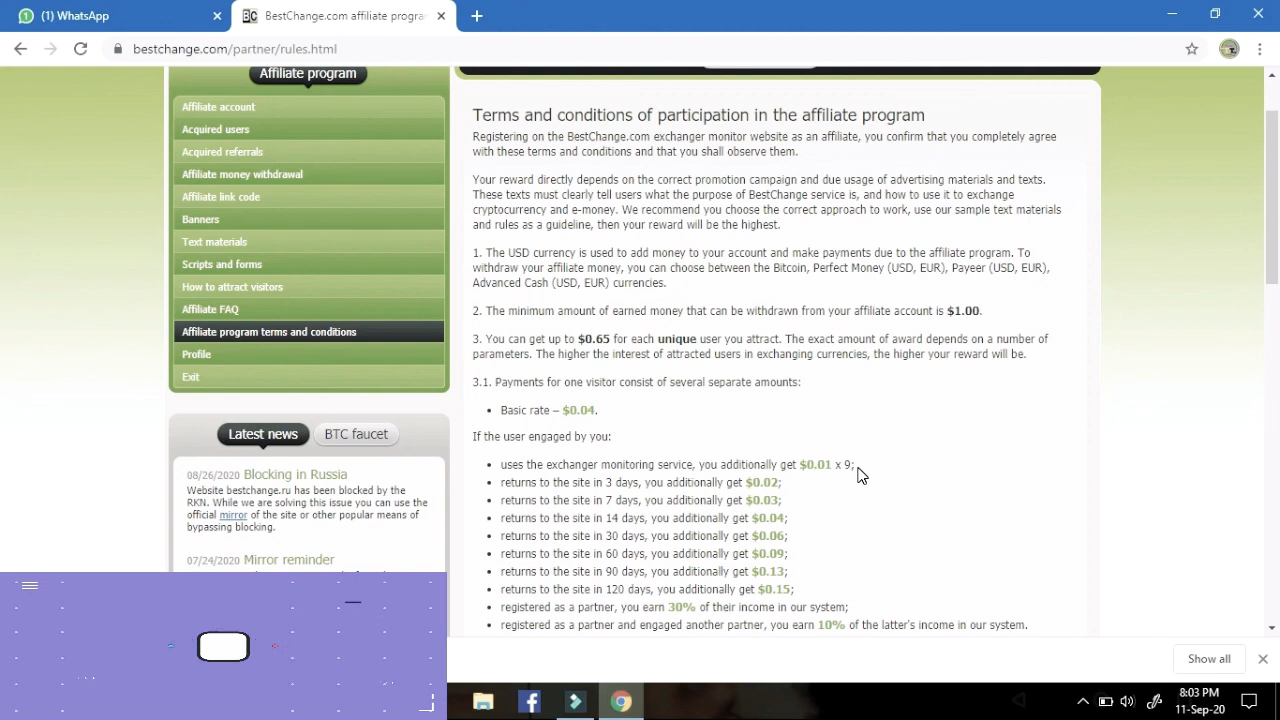 (1) WhatsApp
BestChange.com affiliate progra
bestchange.com/partner/rules.html
Affiliate program
Affiliate account
Acquired users
Acquired referrals
Affiliate money withdrawal
Affiliate link code
Banners
Text materials
Scripts and forms
How to attract visitors
Affiliate FAQ
Affiliate program terms and conditions
Profile
Exit
Latest news
BTC faucet
08/26/2020 Blocking in Russia
Website bestchange.ru has been blocked by the
RKN. While we are solving this issue you can use the
official mirror of the site or other popular means of
bypassing blocking.
07/24/2020 Mirror reminder
Terms and conditions of participation in the affiliate program
Registering on the BestChange.com exchanger monitor website as an affiliate, you confirm that you completely agree
with these terms and conditions and that you shall observe them.
Your reward directly depends on the correct promotion campaign and due usage of advertising materials and texts.
These texts must clearly tell users what the purpose of BestChange service is, and how to use it to exchange
cryptocurrency and e-money. We recommend you choose the correct approach to work, use our sample text materials
and rules as a guideline, then your reward will be the highest.
1. The USD currency is used to add money to your account and make payments due to the affiliate program. To
withdraw your affiliate money, you can choose between the Bitcoin, Perfect Money (USD, EUR), Payeer (USD, EUR),
Advanced Cash (USD, EUR) currencies.
2. The minimum amount of earned money that can be withdrawn from your affiliate account is $1.00.
3. You can get up to $0.65 for each unique user you attract. The exact amount of award depends on a number of
parameters. The higher the interest of attracted users in exchanging currencies, the higher your reward will be.
3.1. Payments for one visitor consist of several separate amounts:
• Basic rate – $0.04.
If the user engaged by you:
• uses the exchanger monitoring service, you additionally get $0.01 x 9;
• returns to the site in 3 days, you additionally get $0.02;
• returns to the site in 7 days, you additionally get $0.03;
• returns to the site in 14 days, you additionally get $0.04;
• returns to the site in 30 days, you additionally get $0.06;
• returns to the site in 60 days, you additionally get $0.09;
• returns to the site in 90 days, you additionally get $0.13;
• returns to the site in 120 days, you additionally get $0.15;
• registered as a partner, you earn 30% of their income in our system;
• registered as a partner and engaged another partner, you earn 10% of the latter's income in our system.
Show all
8:03 PM
11-Sep-20